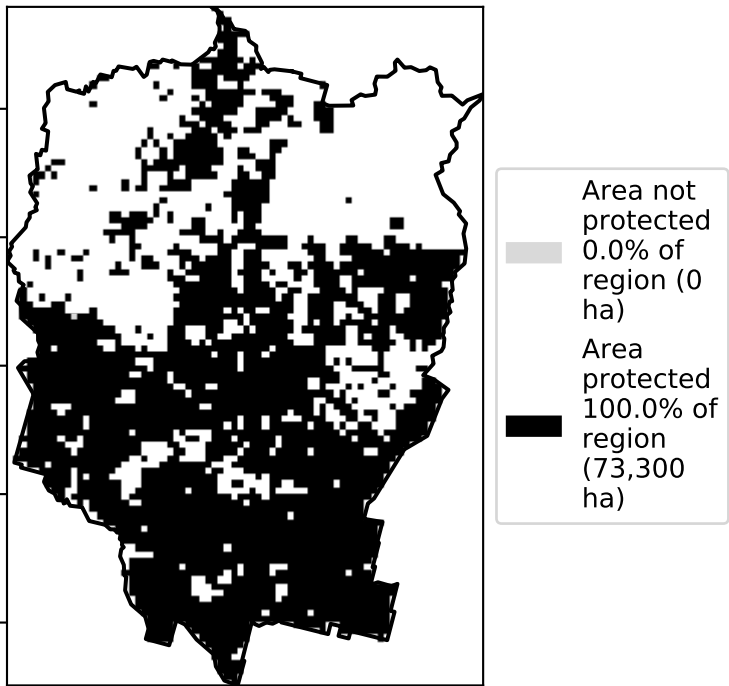 Area not
protected
0.0% of
region (0
ha)
Area
protected
100.0% of
region
(73,300
ha)